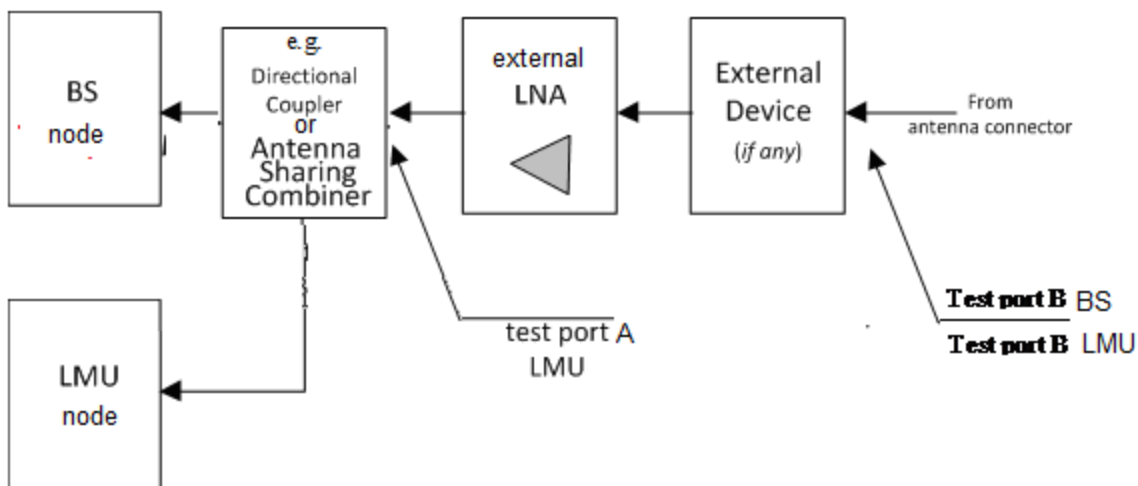 BS
node
e.g.
Directional
Coupler
or
Antenna
Sharing
Combiner
external
LNA
External
Device
(if any)
From
antenna connector
LMU
node
test port A
LMU
Test port B BS
Test port B LMU